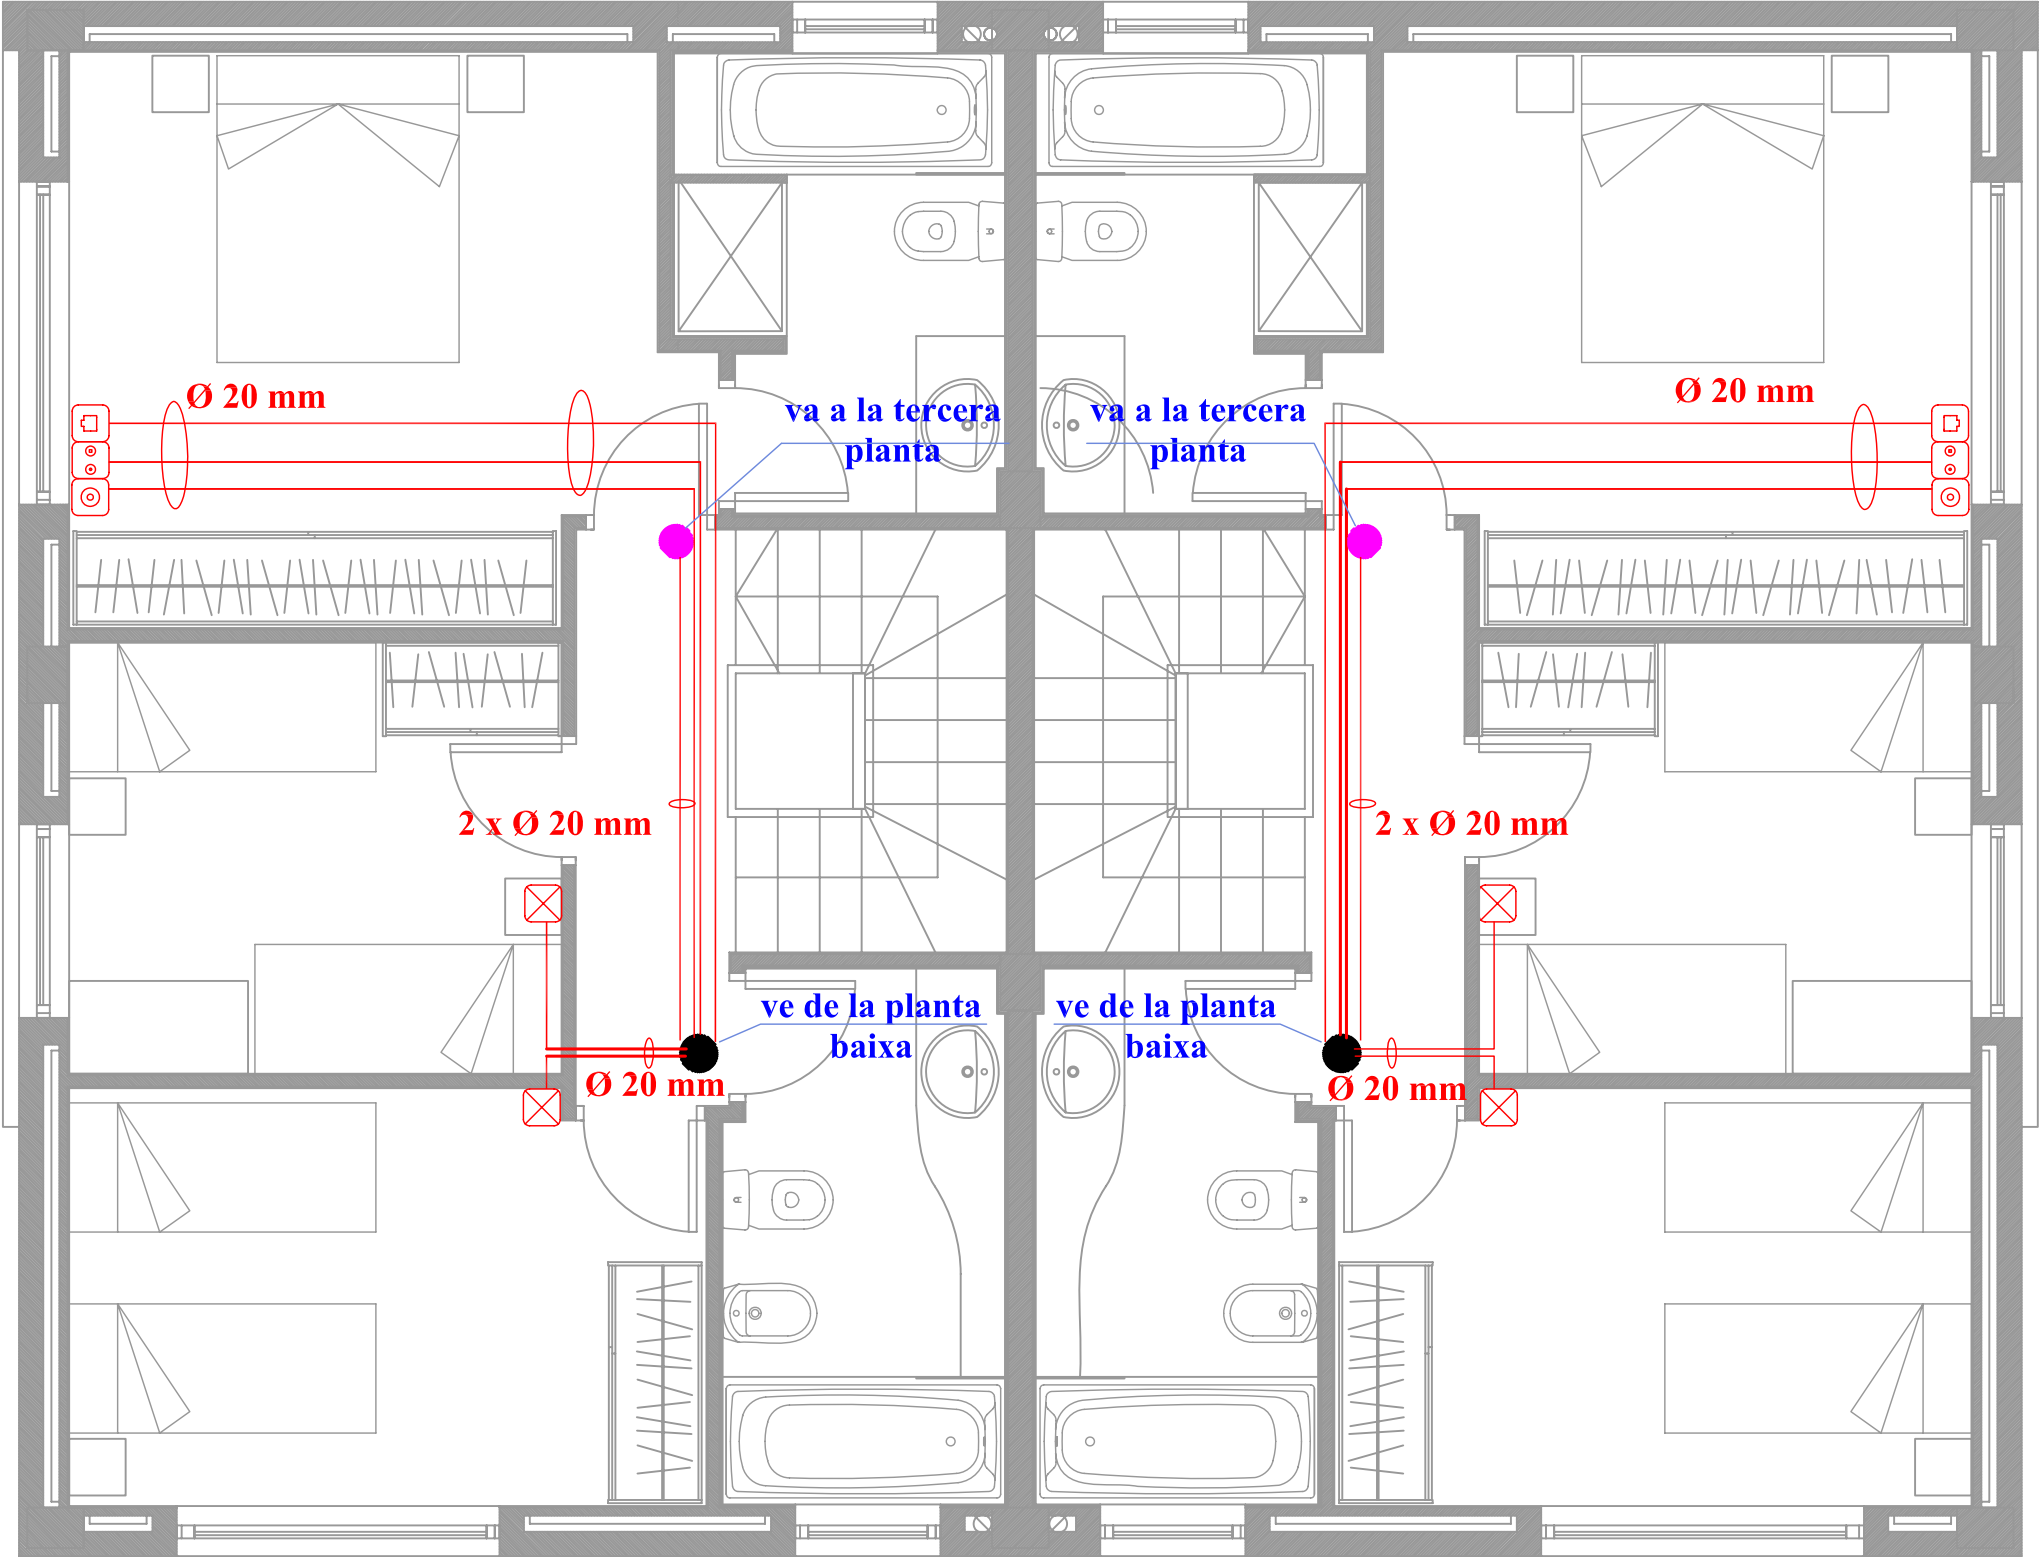 Ø 20 mm
va a la tercera
planta
va a la tercera
planta
Ø 20 mm
2 x Ø 20 mm
2 x Ø 20 mm
ve de la planta
baixa
ve de la planta
baixa
Ø 20 mm
Ø 20 mm